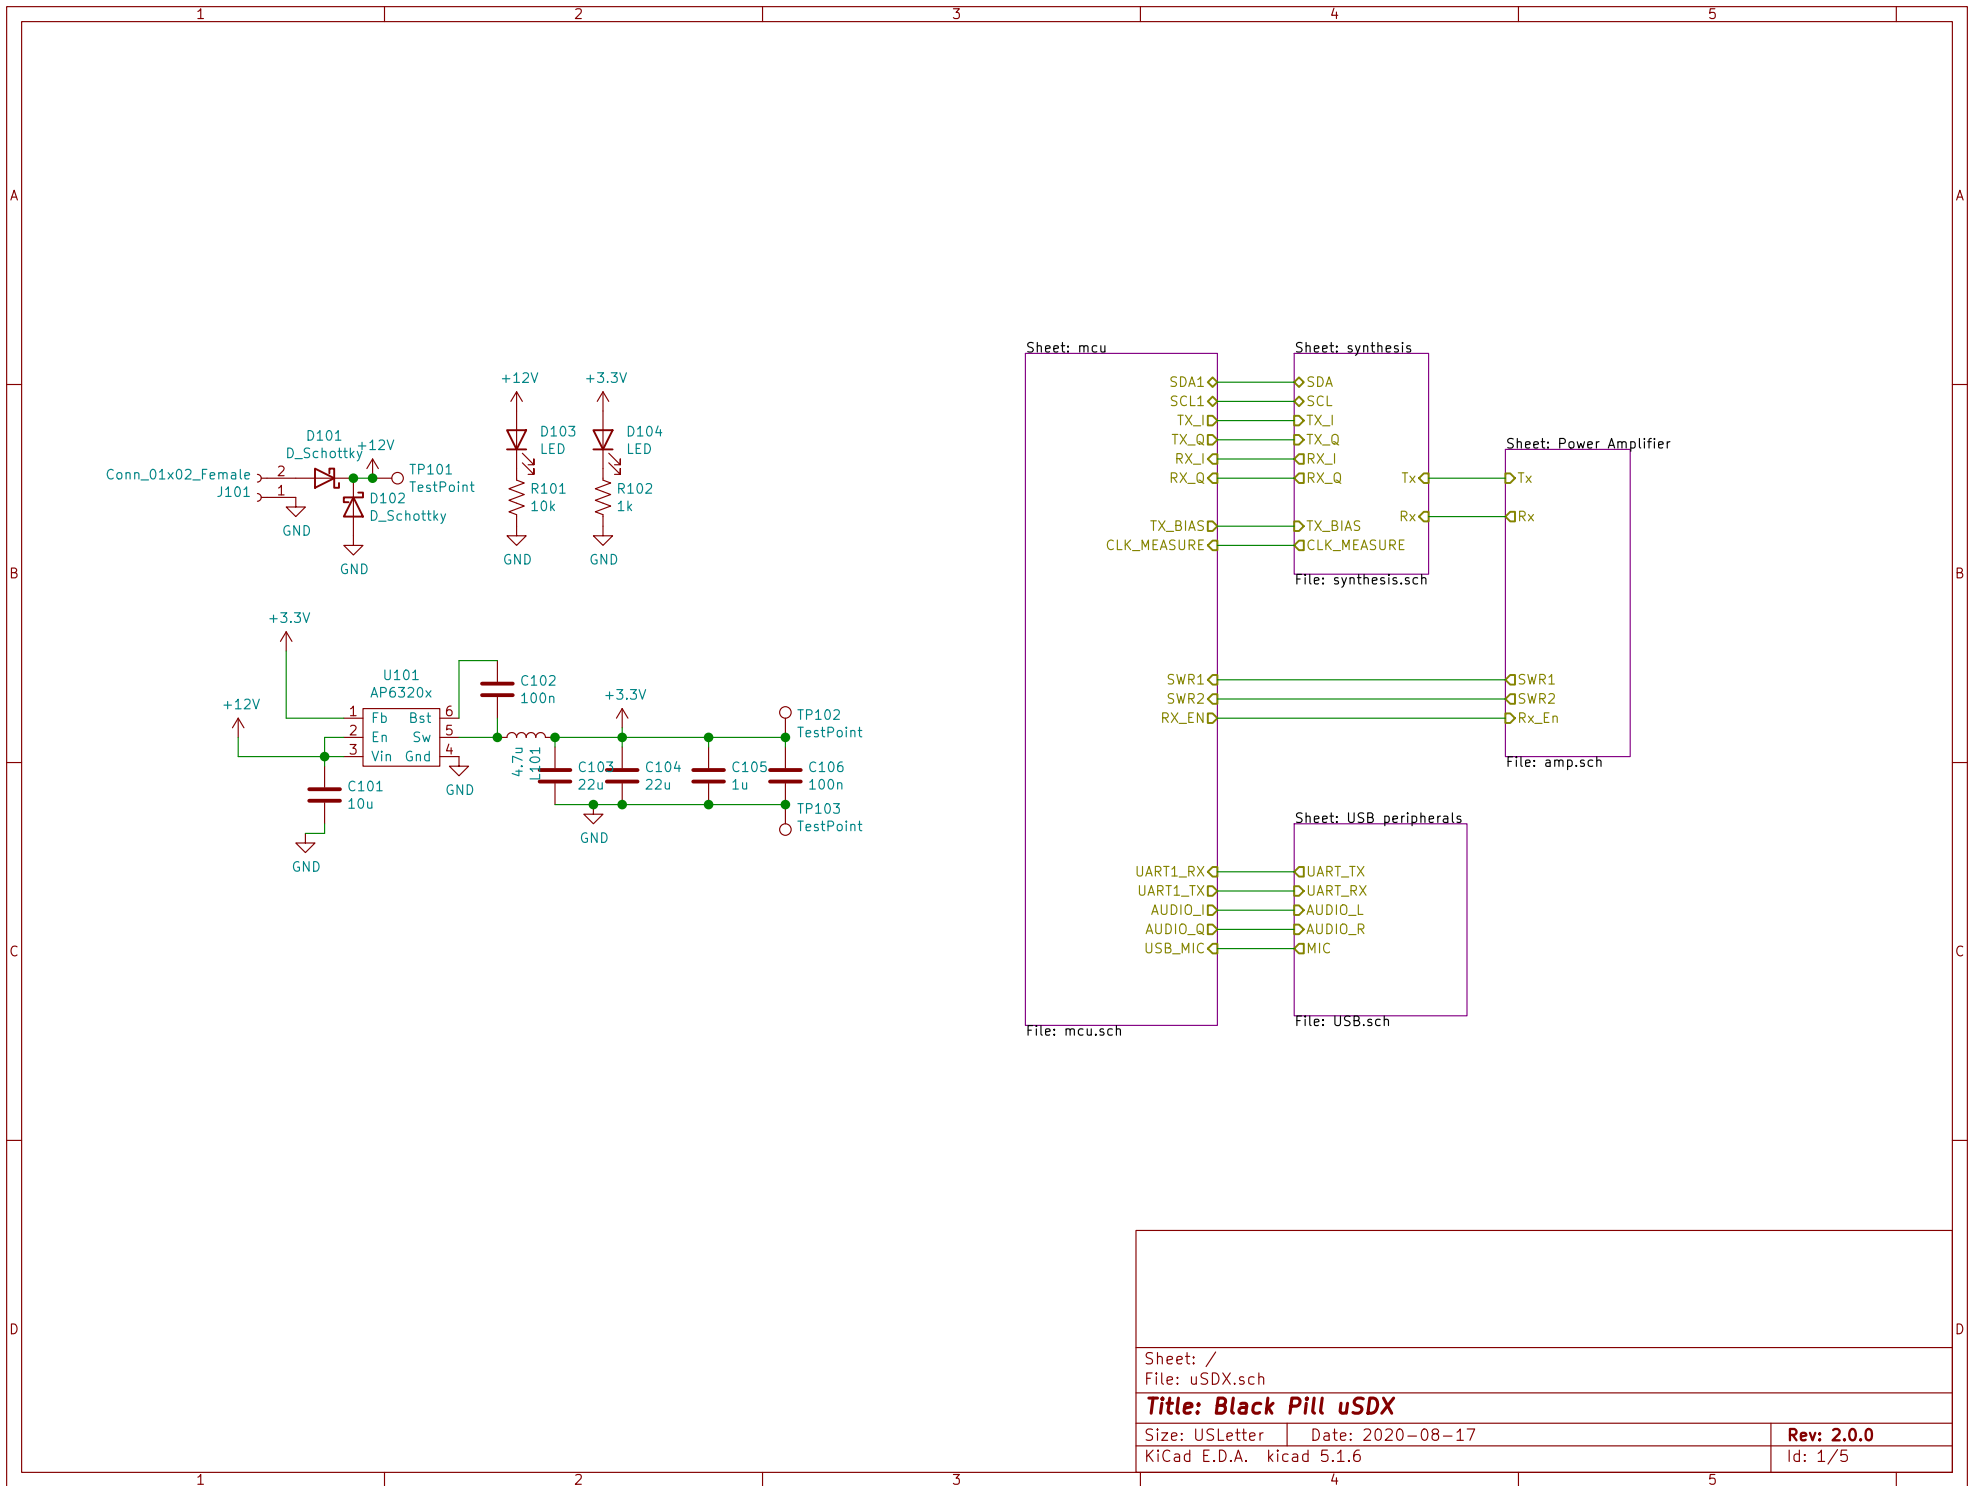 1 2 3 4 5
A A
B B
C C
D D
D101
D_Schottky
+12V
Conn_01x02_Female
J101
2
1
GND
TP101
TestPoint
D102
D_Schottky
GND
+12V
D103
LED
R101
10k
GND
+3.3V
D104
LED
R102
1k
GND
+3.3V
+12V
U101
AP6320x
1 Fb Bst 6
2 En Sw 5
3 Vin Gnd 4
GND
C101
10u
GND
C102
100n
4.7u
L101
+3.3V
C103
22u
C104
22u
C105
1u
C106
100n
GND
TP102
TestPoint
TP103
TestPoint
Sheet: mcu
SDA1
SCL1
TX_I
TX_Q
RX_I
RX_Q
TX_BIAS
CLK_MEASURE
SWR1
SWR2
RX_EN
UART1_RX
UART1_TX
AUDIO_I
AUDIO_Q
USB_MIC
File: mcu.sch
Sheet: synthesis
SDA
SCL
TX_I
TX_Q
RX_I
RX_Q
TX_BIAS
CLK_MEASURE
Tx
Rx
File: synthesis.sch
Sheet: Power Amplifier
Tx
Rx
SWR1
SWR2
Rx_En
File: amp.sch
Sheet: USB peripherals
UART_TX
UART_RX
AUDIO_L
AUDIO_R
MIC
File: USB.sch
Sheet: /
File: uSDX.sch
Title: Black Pill uSDX
Size: USLetter Date: 2020-08-17 Rev: 2.0.0
KiCad E.D.A. kicad 5.1.6 Id: 1/5
1 2 3 4 5